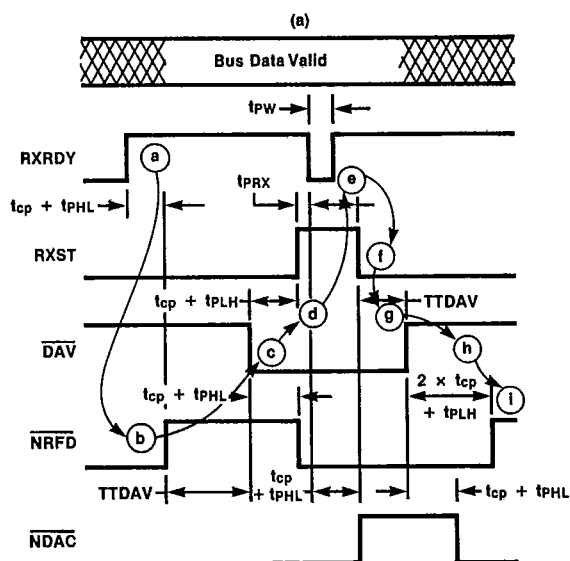 (a)
Bus Data Valid
tPW
RXRDY
a
tPRX
e
tcp + tPHL
RXST
f
tcp + tPLH
d
TTDAV
g
DAV
c
h
tcp + tPHL
2 × tcp
+ tPLH
i
b
NRFD
TTDAV
tcp
+ tPHL
tcp + tPHL
NDAC